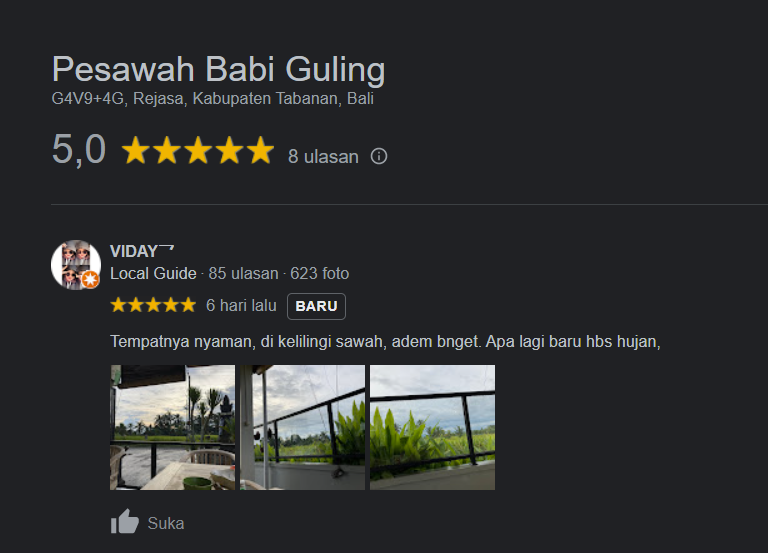 Pesawah Babi Guling
G4V9+4G, Rejasa, Kabupaten Tabanan, Bali
5,0 8 ulasan
VIDAY
Local Guide · 85 ulasan · 623 foto
6 hari lalu BARU
Tempatnya nyaman, di kelilingi sawah, adem bnget. Apa lagi baru hbs hujan,
Suka